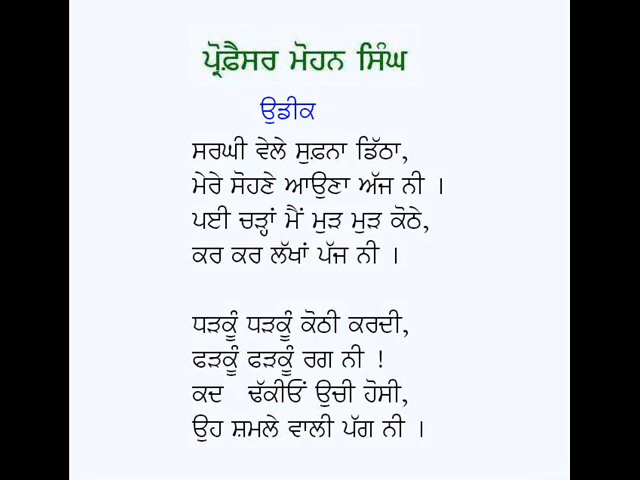 ਪ੍ਰੋਫ਼ੈਸਰ ਮੋਹਨ ਸਿੰਘ
ਉਡੀਕ
ਸਰਘੀ ਵੇਲੇ ਸੁਫ਼ਨਾ ਡਿੱਠਾ,
ਮੇਰੇ ਸੋਹਣੇ ਆਉਣਾ ਅੱਜ ਨੀ ।
ਪਈ ਚੜ੍ਹਾਂ ਮੈਂ ਮੁੜ ਮੁੜ ਕੋਠੇ,
ਕਰ ਕਰ ਲੱਖਾਂ ਪੱਜ ਨੀ ।
ਧੜਕੂੰ ਧੜਕੂੰ ਕੋਠੀ ਕਰਦੀ,
ਫੜਕੂੰ ਫੜਕੂੰ ਰਗ ਨੀ !
ਕਦ ਢੱਕੀਓਂ ਉਚੀ ਹੋਸੀ,
ਉਹ ਸ਼ਮਲੇ ਵਾਲੀ ਪੱਗ ਨੀ ।